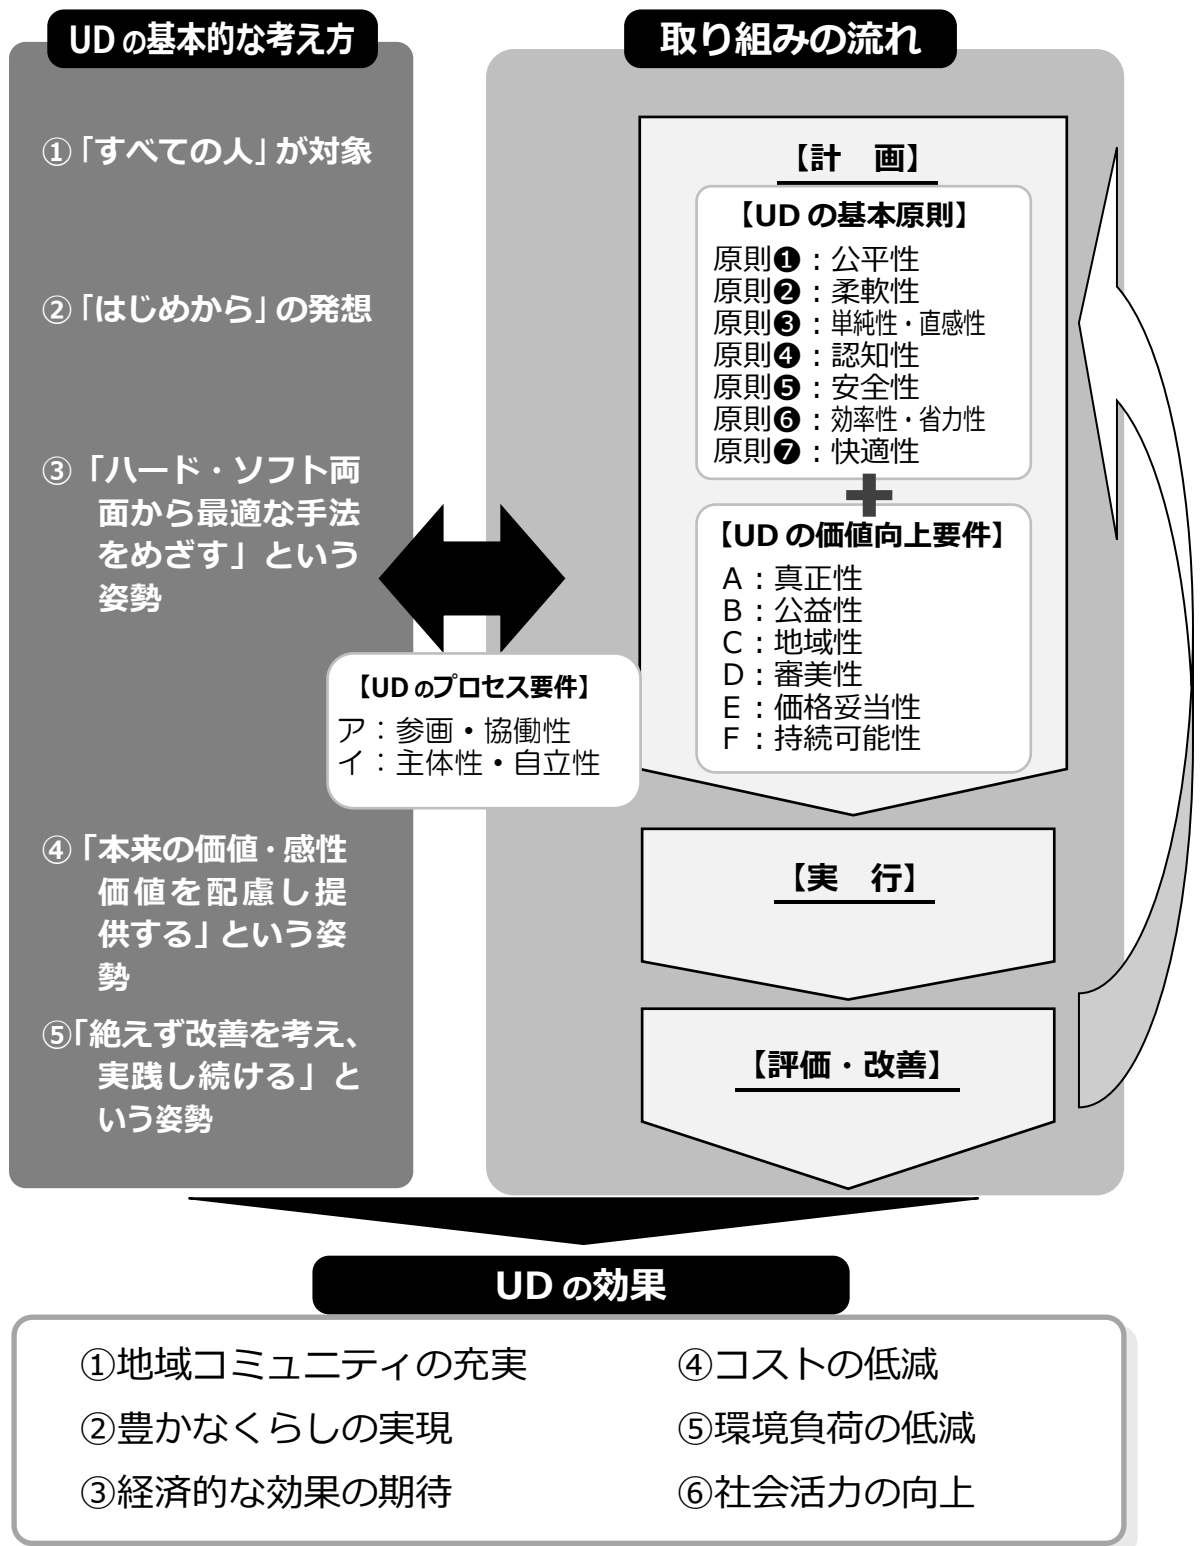 UDの基本的な考え方
①「すべての人」が対象
②「はじめから」の発想
③「ハード・ソフト両
面から最適な手法
をめざす」という
姿勢
④「本来の価値・感性
価値を配慮し提
供する」という姿
勢
⑤「絶えず改善を考え、
実践し続ける」と
いう姿勢
【UDのプロセス要件】
ア：参画・協働性
イ：主体性・自立性
取り組みの流れ
【計　画】
【UDの基本原則】
原則❶：公平性
原則❷：柔軟性
原則❸：単純性・直感性
原則❹：認知性
原則❺：安全性
原則❻：効率性・省力性
原則❼：快適性
【UDの価値向上要件】
A：真正性
B：公益性
C：地域性
D：審美性
E：価格妥当性
F：持続可能性
【実　行】
【評価・改善】
UDの効果
①地域コミュニティの充実
②豊かなくらしの実現
③経済的な効果の期待
④コストの低減
⑤環境負荷の低減
⑥社会活力の向上